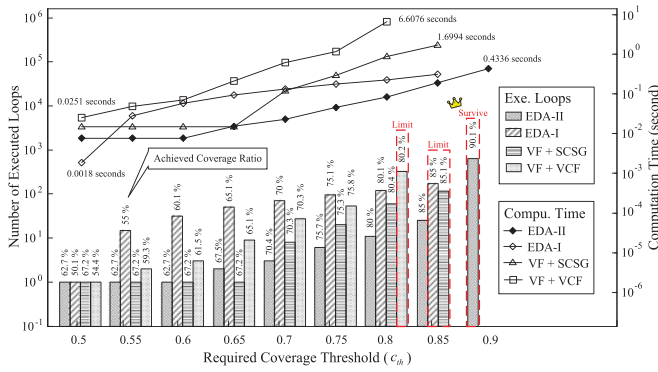 6.6076 seconds
1.6994 seconds
0.4336 seconds
0.0251 seconds
0.0018 seconds
Achieved Coverage Ratio
Limit
Limit
Survive
Number of Executed Loops
10^6
10^5
10^4
10^3
10^2
10^1
10^0
10^-1
62.7 %
50.1 %
67.2 %
54.4 %
62.7 %
55 %
67.2 %
59.3 %
62.7 %
60.1 %
67.2 %
61.5 %
67.5%
65.1 %
67.2 %
65.1 %
70.4 %
70 %
70.3 %
70.3 %
75.7 %
75.1 %
75.3 %
75.8 %
80 %
80.1 %
80.4 %
80.2 %
85 %
85 %
85.1 %
90.1 %
Exe. Loops
EDA-II
EDA-I
VF + SCSG
VF + VCF
Compu. Time
EDA-II
EDA-I
VF + SCSG
VF + VCF
10^1
10^0
10^-1
10^-2
10^-3
10^-4
10^-5
10^-6
Computation Time (second)
0.5 0.55 0.6 0.65 0.7 0.75 0.8 0.85 0.9
Required Coverage Threshold (c_th)